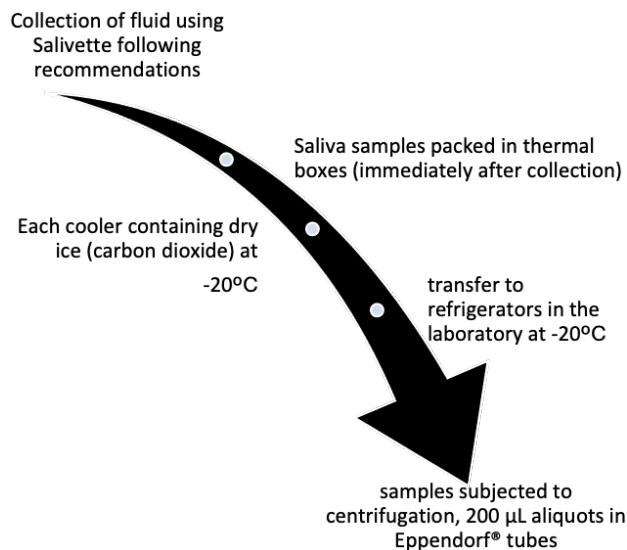 Collection of fluid using
Salivette following
recommendations
Saliva samples packed in thermal
boxes (immediately after collection)
Each cooler containing dry
ice (carbon dioxide) at
-20ºC
transfer to
refrigerators in the
laboratory at -20ºC
samples subjected to
centrifugation, 200 µL aliquots in
Eppendorf® tubes